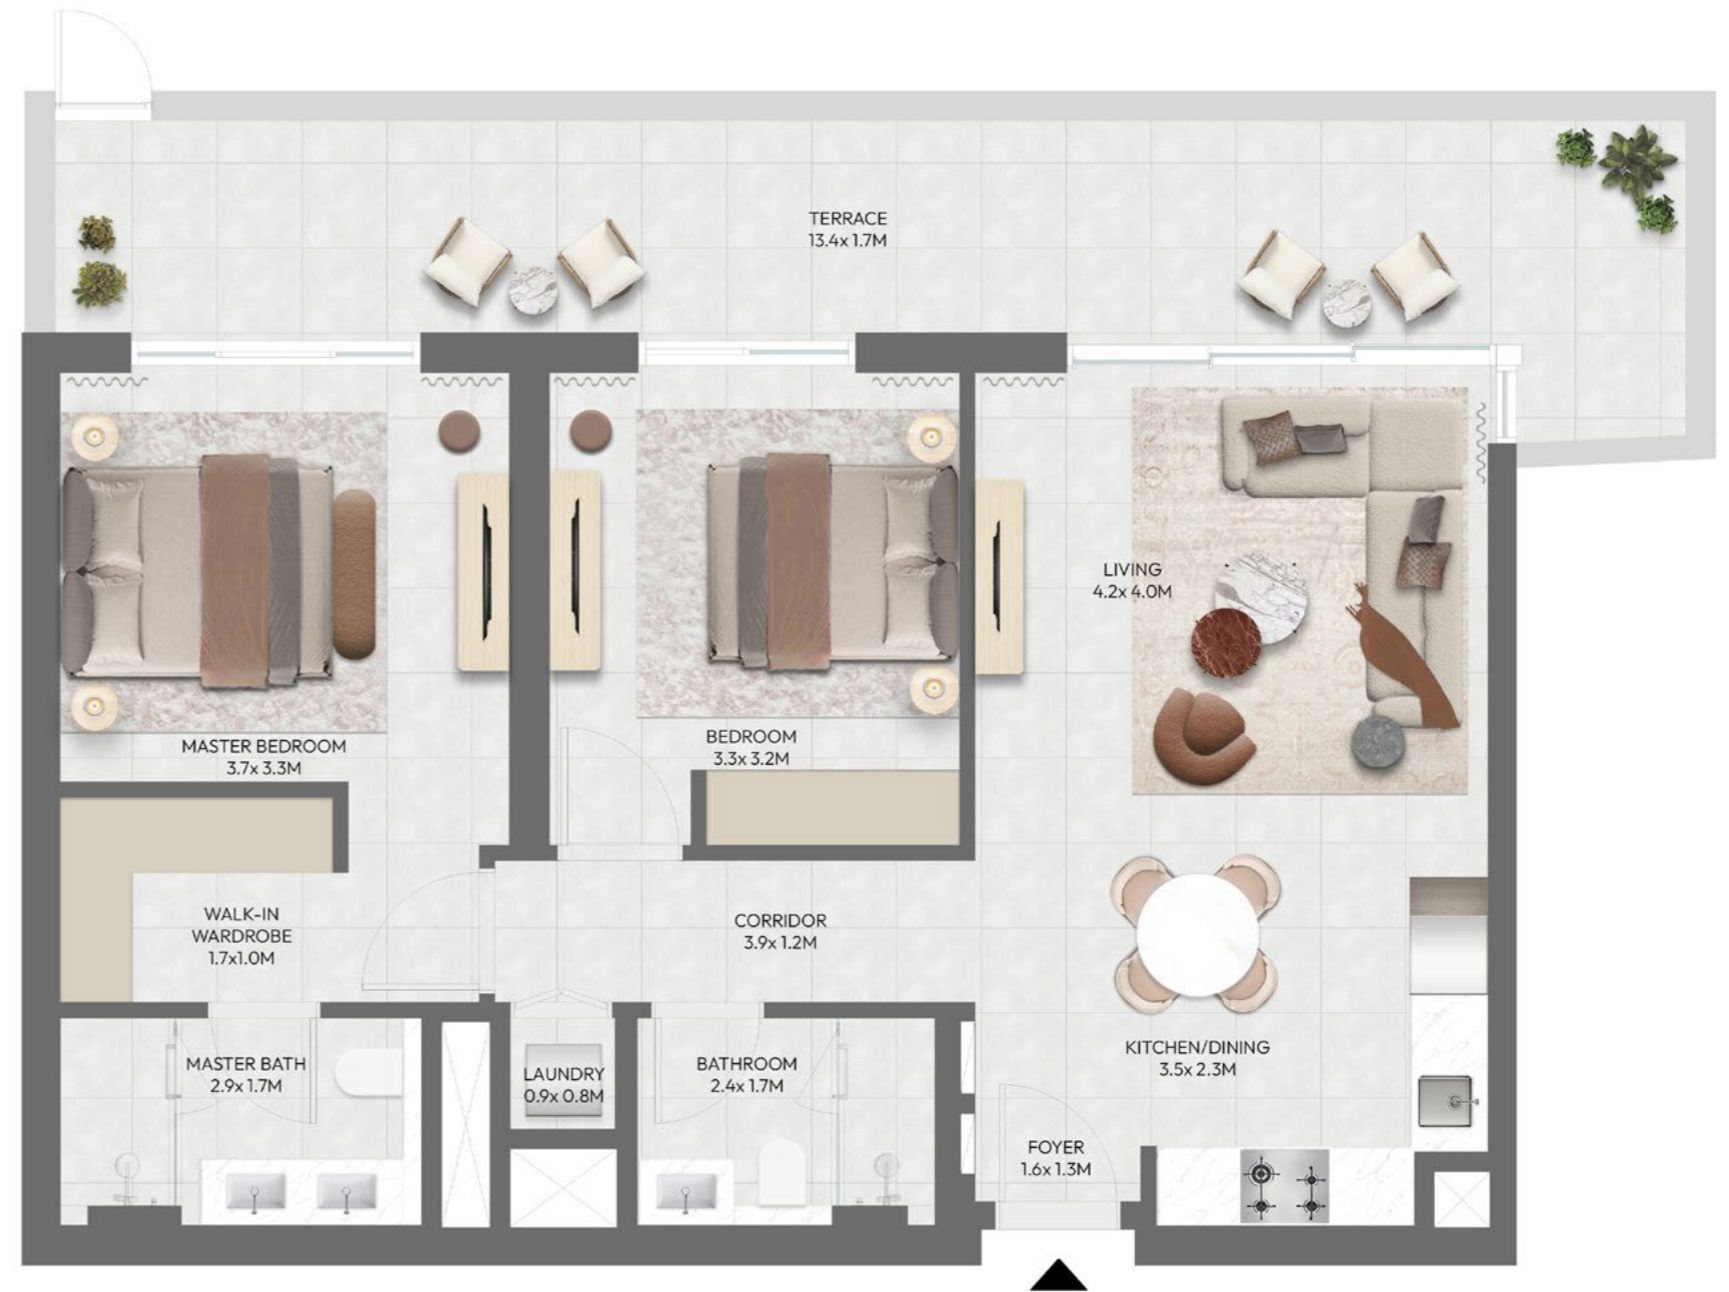 TERRACE
13.4x 1.7M
LIVING
4.2x 4.0M
MASTER BEDROOM
3.7x 3.3M
BEDROOM
3.3x 3.2M
WALK-IN
WARDROBE
1.7x1.0M
CORRIDOR
3.9x 1.2M
KITCHEN/DINING
3.5x 2.3M
MASTER BATH
2.9x 1.7M
LAUNDRY
0.9x 0.8M
BATHROOM
2.4x 1.7M
FOYER
1.6x 1.3M